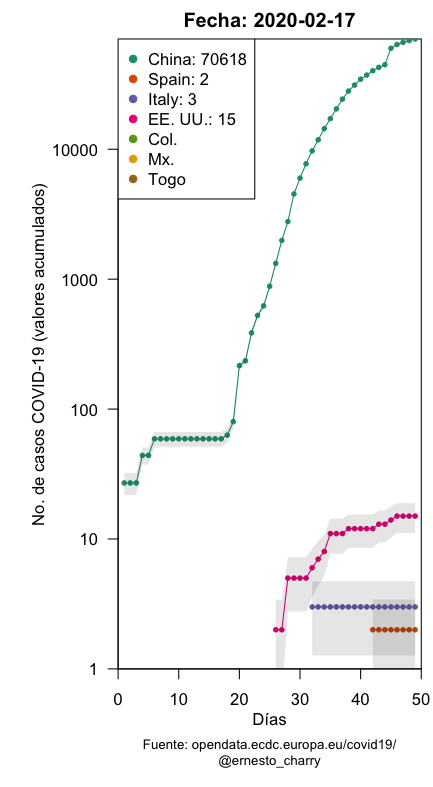 Fecha: 2020-02-17
China: 70618
Spain: 2
Italy: 3
EE. UU.: 15
Col.
Mx.
Togo
No. de casos COVID-19 (valores acumulados)
10000
1000
100
10
1
0 10 20 30 40 50
Días
Fuente: opendata.ecdc.europa.eu/covid19/
@ernesto_charry